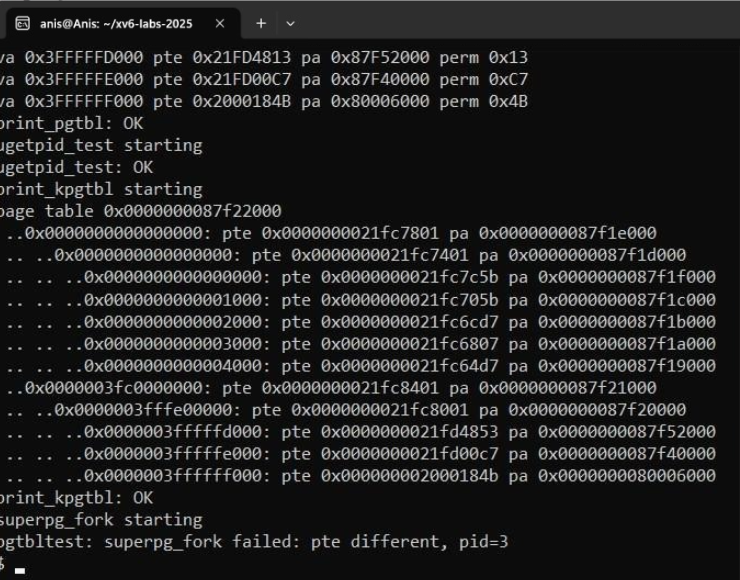 anis@Anis: ~/xv6-labs-2025
va 0x3FFFFFD000 pte 0x21FD4813 pa 0x87F52000 perm 0x13
va 0x3FFFFFE000 pte 0x21FD00C7 pa 0x87F40000 perm 0xC7
va 0x3FFFFFF000 pte 0x2000184B pa 0x80006000 perm 0x4B
print_pgtbl: OK
ugetpid_test starting
ugetpid_test: OK
print_kpgtbl starting
page table 0x0000000087f22000
..0x0000000000000000: pte 0x0000000021fc7801 pa 0x0000000087f1e000
.. ..0x0000000000000000: pte 0x0000000021fc7401 pa 0x0000000087f1d000
.. .. ..0x0000000000000000: pte 0x0000000021fc7c5b pa 0x0000000087f1f000
.. .. ..0x0000000000001000: pte 0x0000000021fc705b pa 0x0000000087f1c000
.. .. ..0x0000000000002000: pte 0x0000000021fc6cd7 pa 0x0000000087f1b000
.. .. ..0x0000000000003000: pte 0x0000000021fc6807 pa 0x0000000087f1a000
.. .. ..0x0000000000004000: pte 0x0000000021fc64d7 pa 0x0000000087f19000
..0x0000003fc0000000: pte 0x0000000021fc8401 pa 0x0000000087f21000
.. ..0x0000003fffe00000: pte 0x0000000021fc8001 pa 0x0000000087f20000
.. .. ..0x0000003fffffd000: pte 0x0000000021fd4853 pa 0x0000000087f52000
.. .. ..0x0000003fffffe000: pte 0x0000000021fd00c7 pa 0x0000000087f40000
.. .. ..0x0000003ffffff000: pte 0x000000002000184b pa 0x0000000080006000
print_kpgtbl: OK
superpg_fork starting
pgtbltest: superpg_fork failed: pte different, pid=3
$